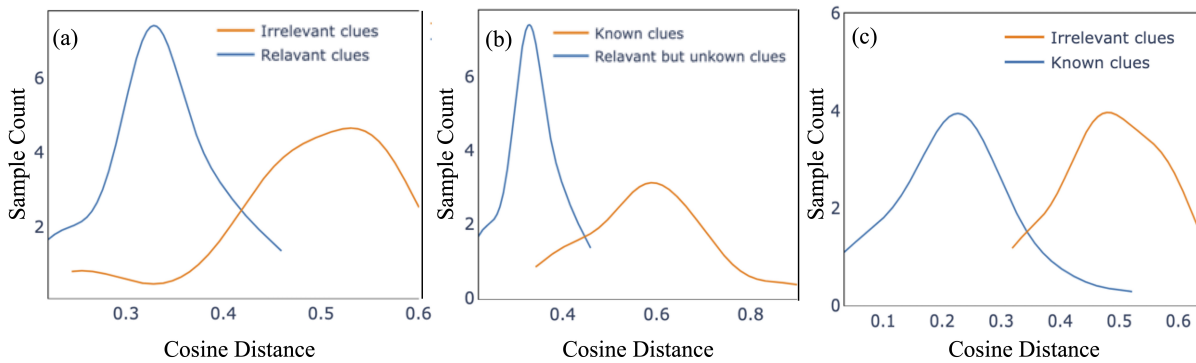 (a)
Irrelevant clues
Relavant clues
Sample Count
6
4
2
0.3
0.4
0.5
0.6
Cosine Distance
(b)
Known clues
Relavant but unkown clues
Sample Count
6
4
2
0
0.4
0.6
0.8
Cosine Distance
(c)
Irrelevant clues
Known clues
Sample Count
6
4
2
0
0.1
0.2
0.3
0.4
0.5
0.6
Cosine Distance